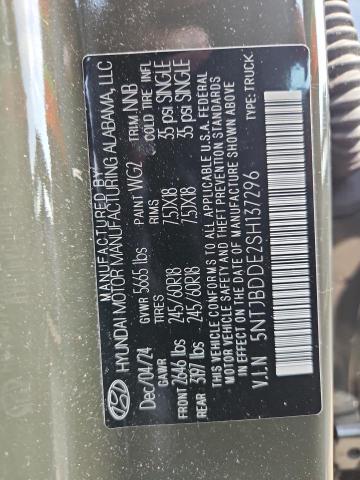 MANUFACTURED BY
HYUNDAI MOTOR MANUFACTURING ALABAMA, LLC
Dec/04/24 GVWR 5665 lbs PAINT WG2 TRIM NNB
GAWR TIRES RIMS COLD TIRE INFL
FRONT 2646 lbs 245/60R18 7.5JX18 35 PSI SINGLE
REAR 3197 lbs 245/60R18 7.5JX18 35 PSI SINGLE
THIS VEHICLE CONFORMS TO ALL APPLICABLE U.S.A. FEDERAL
MOTOR VEHICLE SAFETY AND THEFT PREVENTION STANDARDS
IN EFFECT ON THE DATE OF MANUFACTURE SHOWN ABOVE.
V.I.N 5NTJBDDE2SH137296 TYPE: TRUCK